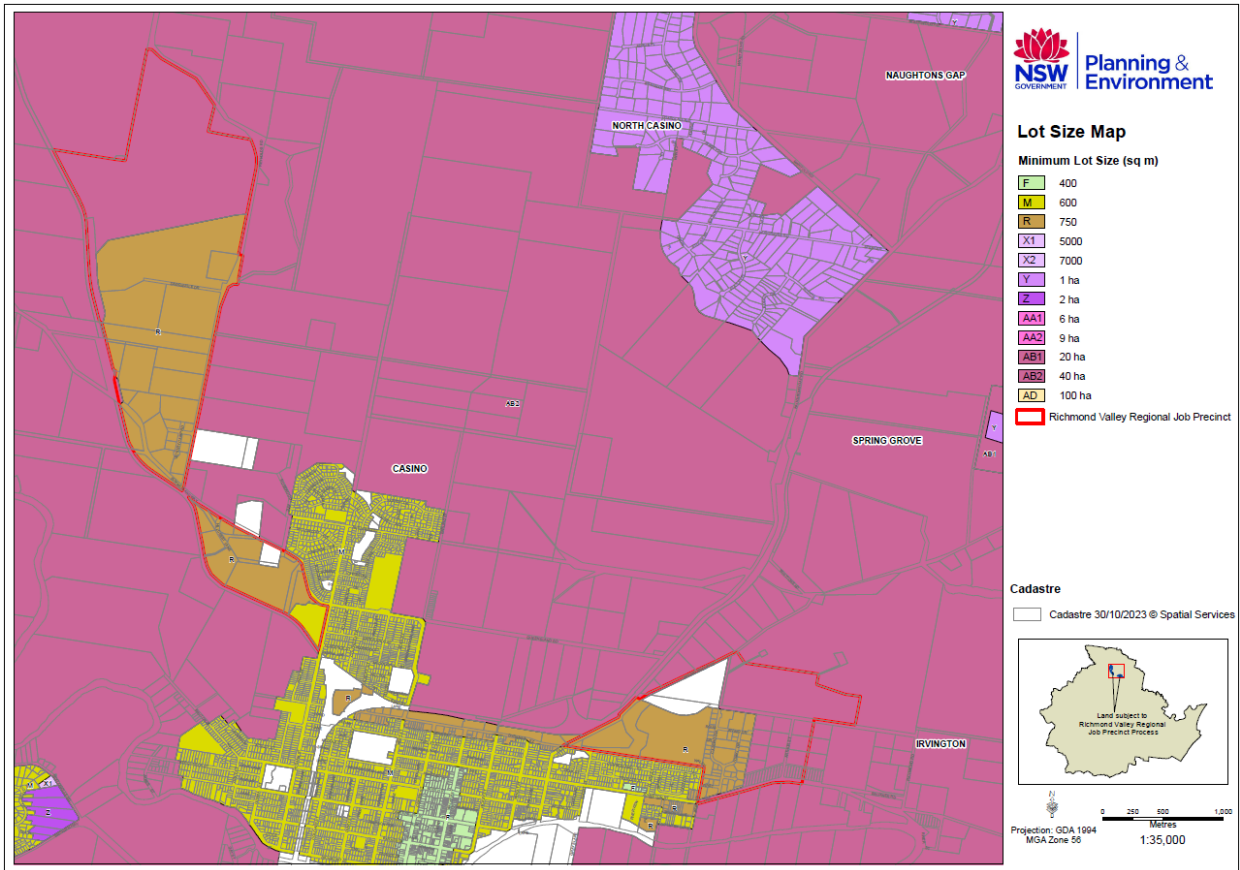 NAUGHTONS GAP
NORTH CASINO
Y
Y
R
AB2
SPRING GROVE
Y
AB1
CASINO
M
R
R
IRVINGTON
R
M
M
X1
Z
F
F
R
R
NSW
GOVERNMENT
Planning &
Environment
Lot Size Map
Minimum Lot Size (sq m)
F 400
M 600
R 750
X1 5000
X2 7000
Y 1 ha
Z 2 ha
AA1 6 ha
AA2 9 ha
AB1 20 ha
AB2 40 ha
AD 100 ha
Richmond Valley Regional Job Precinct
Cadastre
Cadastre 30/10/2023 © Spatial Services
Land subject to
Richmond Valley Regional
Job Precinct Process
Projection: GDA 1994
MGA Zone 56
0 250 500 1,000
Metres
1:35,000